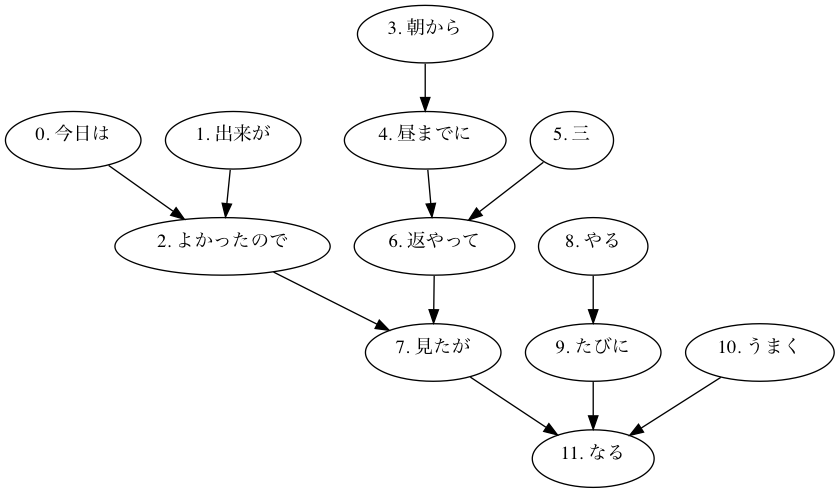 3. 朝から
0. 今日は
1. 出来が
4. 昼までに
5. 三
2. よかったので
6. 返やって
8. やる
7. 見たが
9. たびに
10. うまく
11. なる